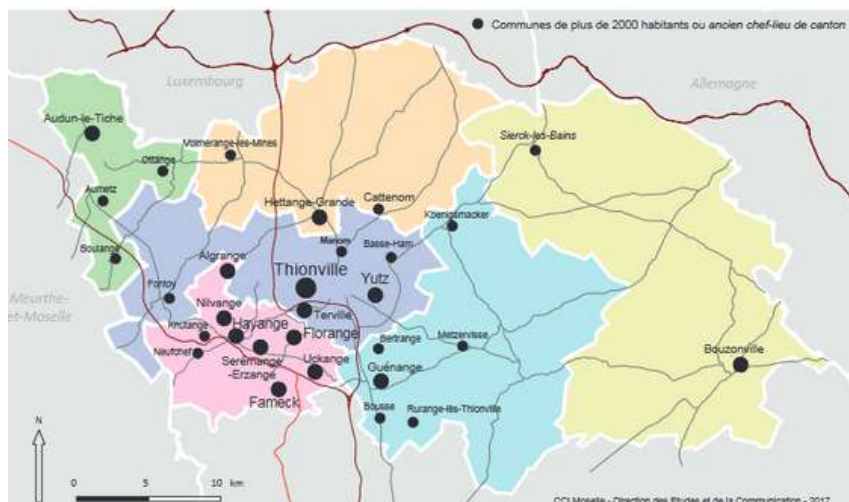 Communes de plus de 2000 habitants ou ancien chef-lieu de canton
Luxembourg
Allemagne
Audun-le-Tiche
Ottange
Volmerange-les-Mines
Sierck-les-Bains
Aumetz
Hettange-Grande
Cattenom
Koenigsmacker
Boulange
Algrange
Manom
Basse-Ham
Thionville
Yutz
Meurthe-
et-Moselle
Fontoy
Nilvange
Terville
Knutange
Hayange
Florange
Neufchef
Seremange
-Erzange
Uckange
Bertrange
Metzervisse
Guénange
Bouzonville
Fameck
Bousse
Rurange-lès-Thionville
N
0 5 10 km
CCI Moselle - Direction des Etudes et de la Communication - 2017